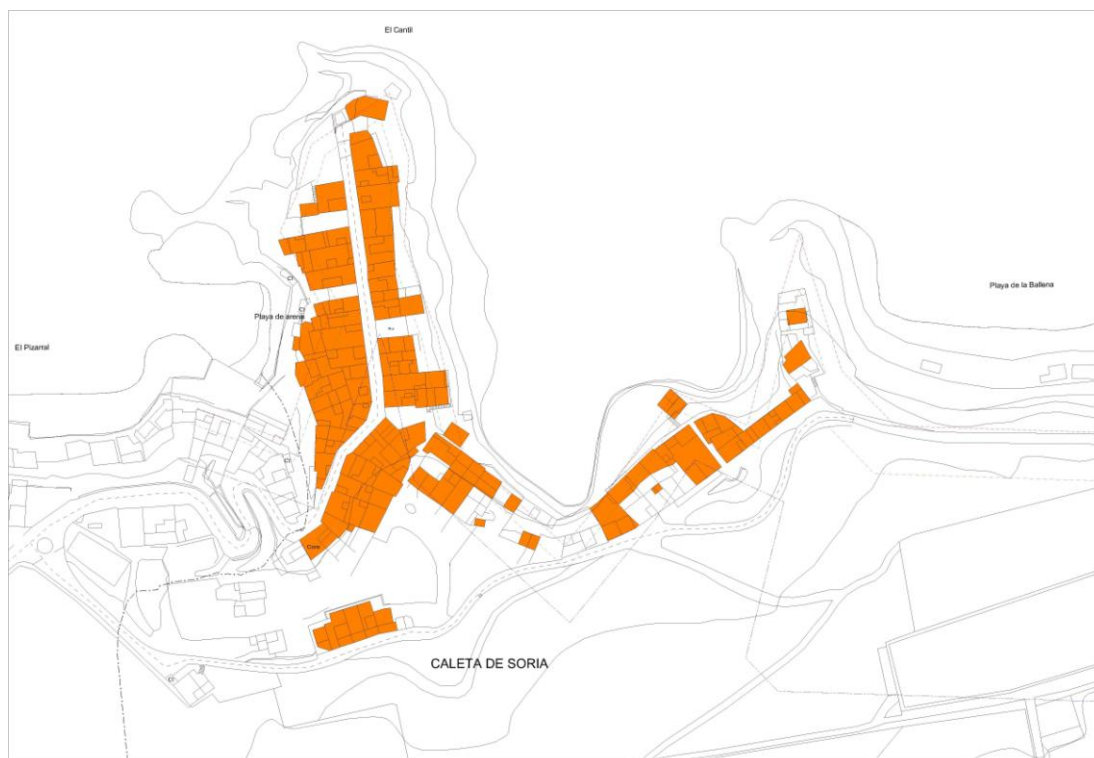 El Cantil
Playa de la Ballena
Playa de arena
El Pizarral
CALETA DE SORIA